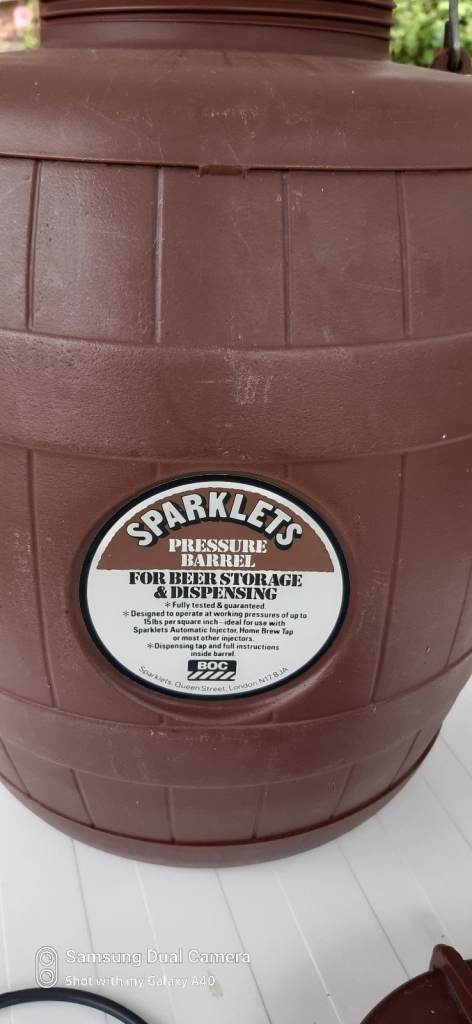 SPARKLETS
PRESSURE
BARREL
FOR BEER STORAGE
& DISPENSING
* Fully tested & guaranteed.
* Designed to operate at working pressures of up to
15lbs per square inch—ideal for use with
Sparklets Automatic Injector, Home Brew Tap
or most other injectors.
* Dispensing tap and full instructions
inside barrel.
BOC
Sparklets, Queen Street, London N17 8JA
Samsung Dual Camera
Shot with my Galaxy A40